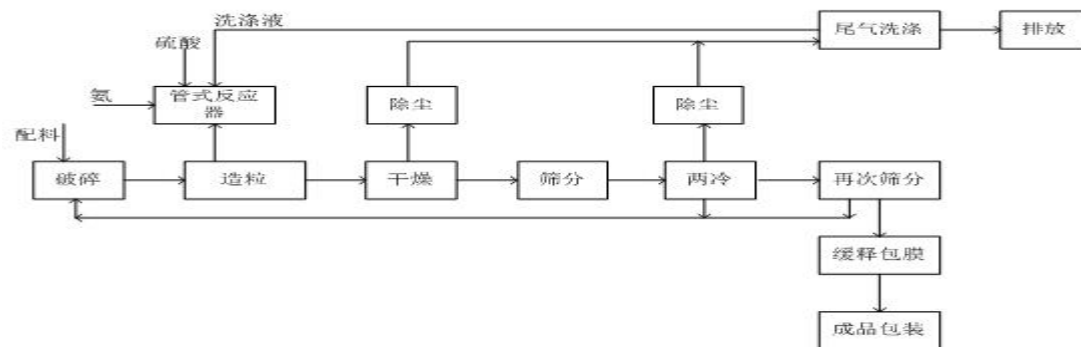 洗涤液
尾气洗涤
排放
硫酸
氨
管式反应
器
除尘
除尘
配料
破碎
造粒
干燥
筛分
两冷
再次筛分
缓释包膜
成品包装